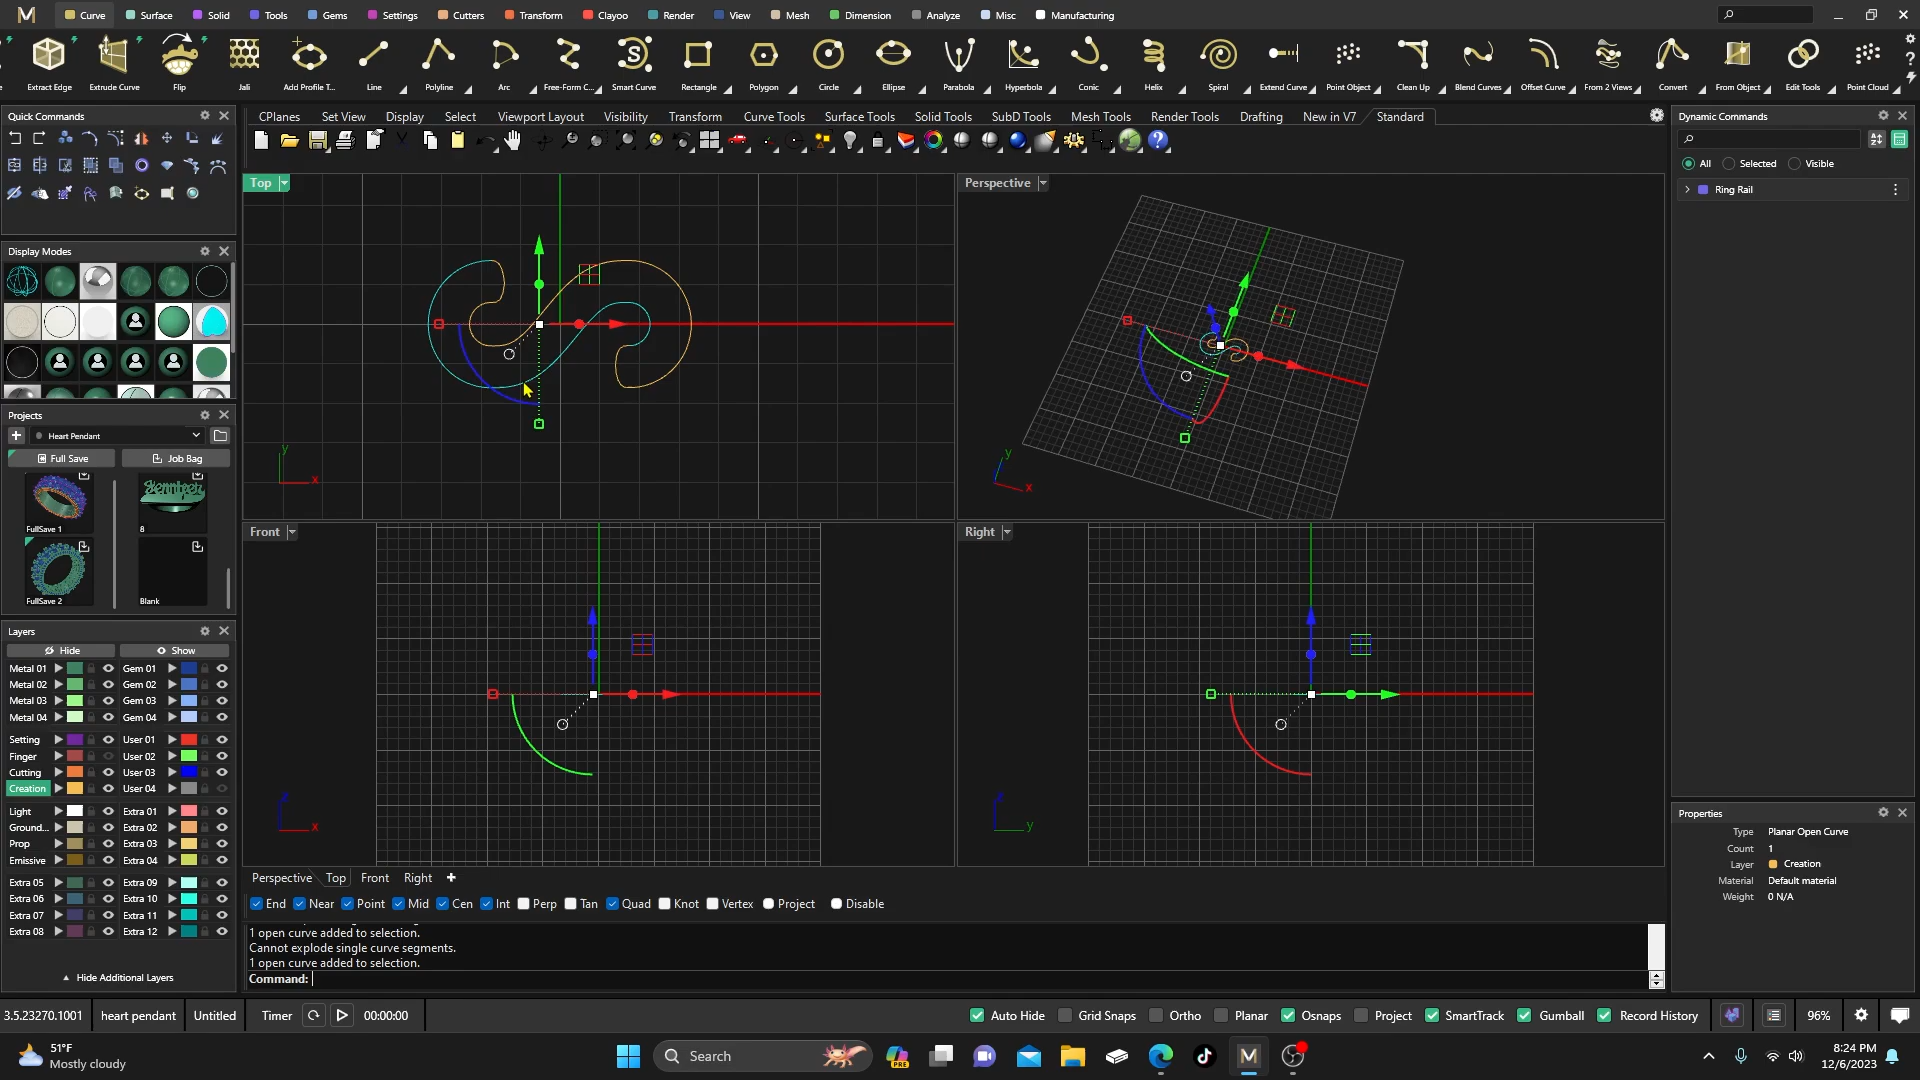 Curve Surface Solid Tools Gems Settings Cutters Transform Clayoo Render View Mesh Dimension Analyze Misc Manufacturing
Extract Edge Extrude Curve Flip Jali Add Profile T... Line Polyline Arc Free-Form C... Smart Curve Rectangle Polygon Circle Ellipse Parabola Hyperbola Conic Helix Spiral Extend Curve Point Object Clean Up Blend Curves Offset Curve From 2 Views Convert From Object Edit Tools Point Cloud
Quick Commands
CPlanes Set View Display Select Viewport Layout Visibility Transform Curve Tools Surface Tools Solid Tools SubD Tools Mesh Tools Render Tools Drafting New in V7 Standard
Dynamic Commands
All Selected Visible
Ring Rail
Top
Perspective
Display Modes
Projects
Heart Pendant
Full Save Job Bag
FullSave 1
8
FullSave 2
Blank
y
x
y
x
Front
Right
x
y
Layers
Hide Show
Metal 01 Gem 01
Metal 02 Gem 02
Metal 03 Gem 03
Metal 04 Gem 04
Setting User 01
Finger User 02
Cutting User 03
Creation User 04
Light Extra 01
Ground... Extra 02
Prop Extra 03
Emissive Extra 04
Extra 05 Extra 09
Extra 06 Extra 10
Extra 07 Extra 11
Extra 08 Extra 12
Hide Additional Layers
Properties
Type Planar Open Curve
Count 1
Layer Creation
Material Default material
Weight 0 N/A
Perspective Top Front Right
End Near Point Mid Cen Int Perp Tan Quad Knot Vertex Project Disable
1 open curve added to selection.
Cannot explode single curve segments.
1 open curve added to selection.
Command:
3.5.23270.1001 heart pendant Untitled Timer 00:00:00 Auto Hide Grid Snaps Ortho Planar Osnaps Project SmartTrack Gumball Record History 96%
51°F
Mostly cloudy
Search
PRE
8:24 PM
12/6/2023